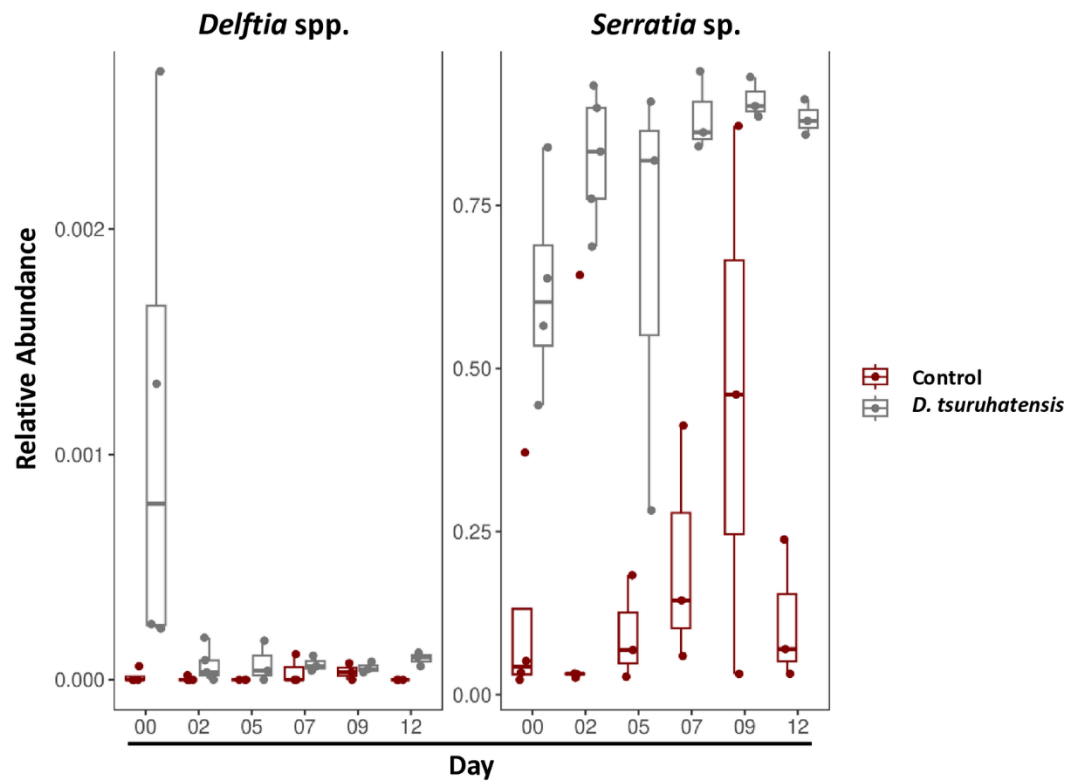 Delftia spp.
Serratia sp.
Relative Abundance
0.002
0.001
0.000
0.75
0.50
0.25
0.00
Control
D. tsuruhatensis
00 02 05 07 09 12
00 02 05 07 09 12
Day